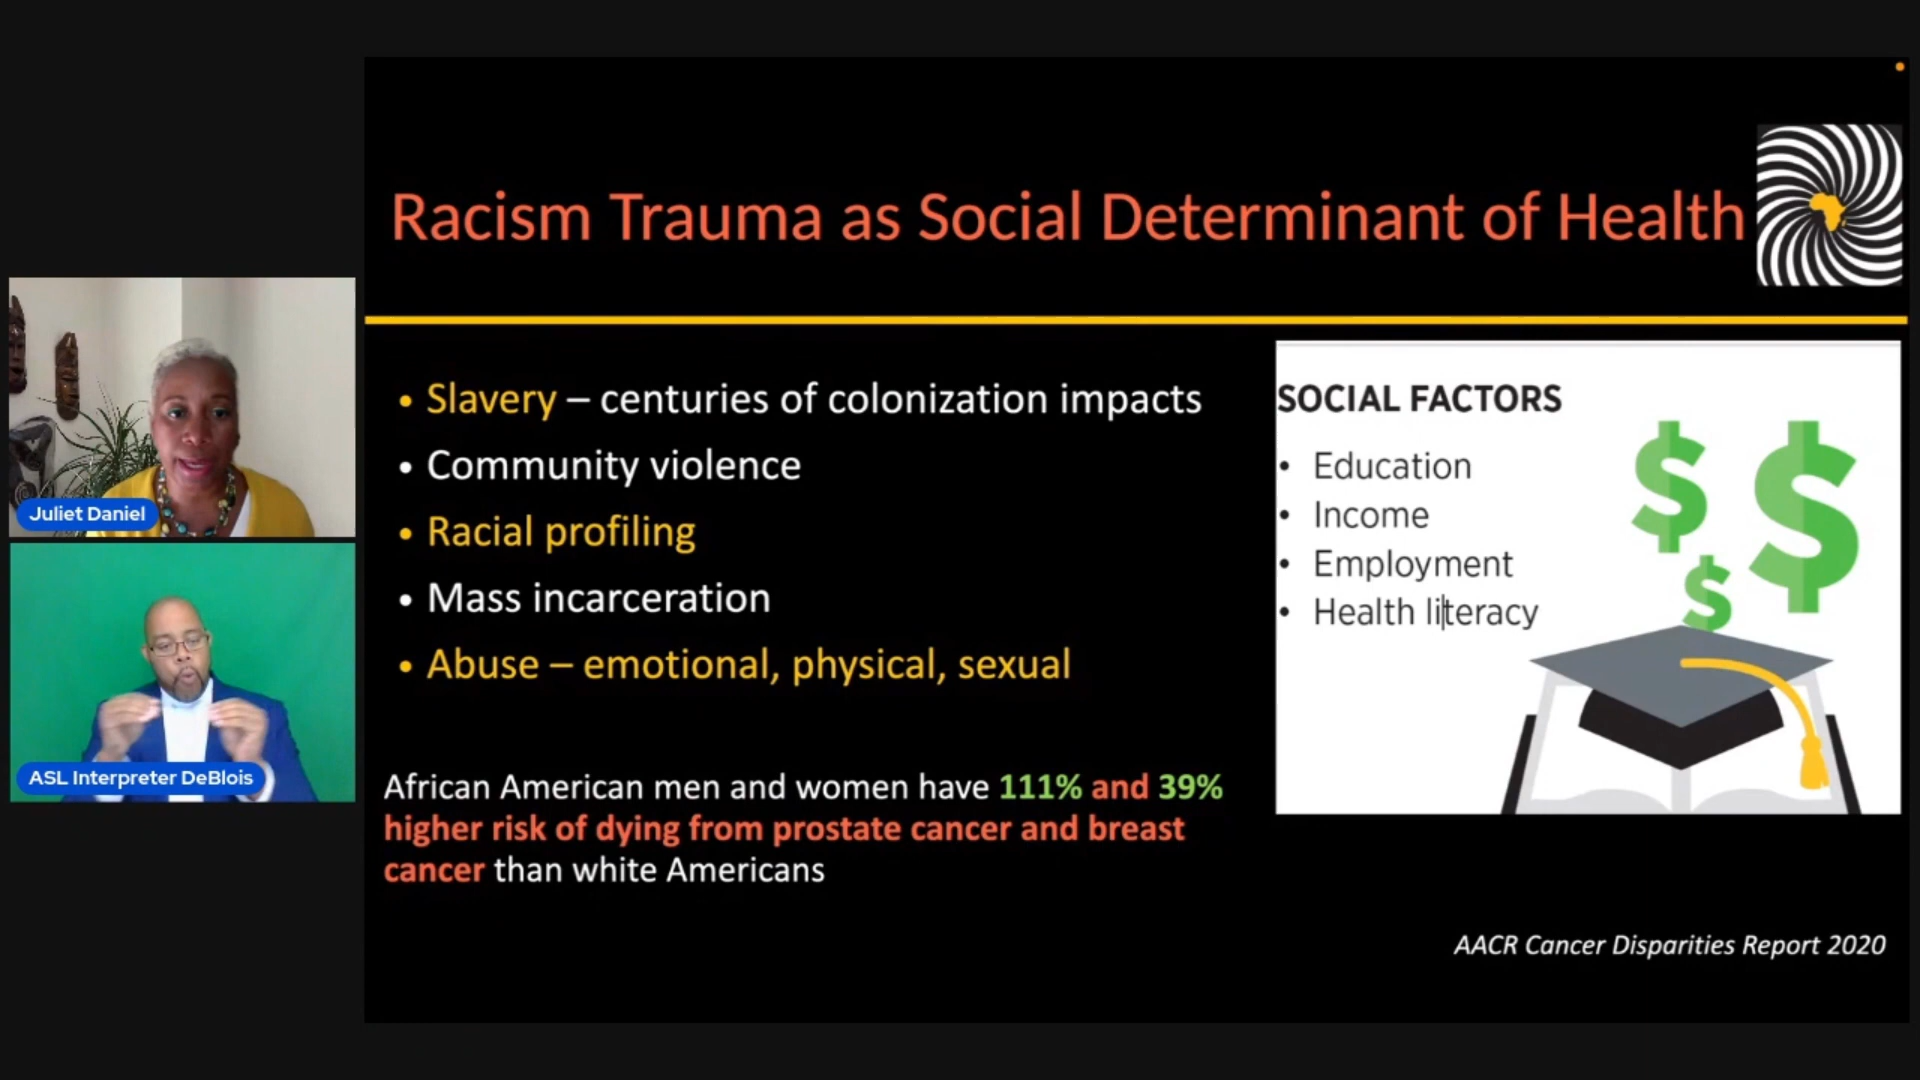 Racism Trauma as Social Determinant of Health
• Slavery – centuries of colonization impacts
• Community violence
• Racial profiling
• Mass incarceration
• Abuse – emotional, physical, sexual
African American men and women have 111% and 39%
higher risk of dying from prostate cancer and breast
cancer than white Americans
SOCIAL FACTORS
• Education
• Income
• Employment
• Health literacy
AACR Cancer Disparities Report 2020
Juliet Daniel
ASL Interpreter DeBlois